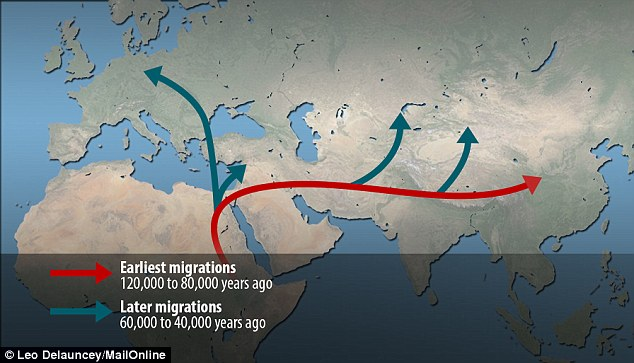 Earliest migrations
120,000 to 80,000 years ago
Later migrations
60,000 to 40,000 years ago
© Leo Delauncey/MailOnline